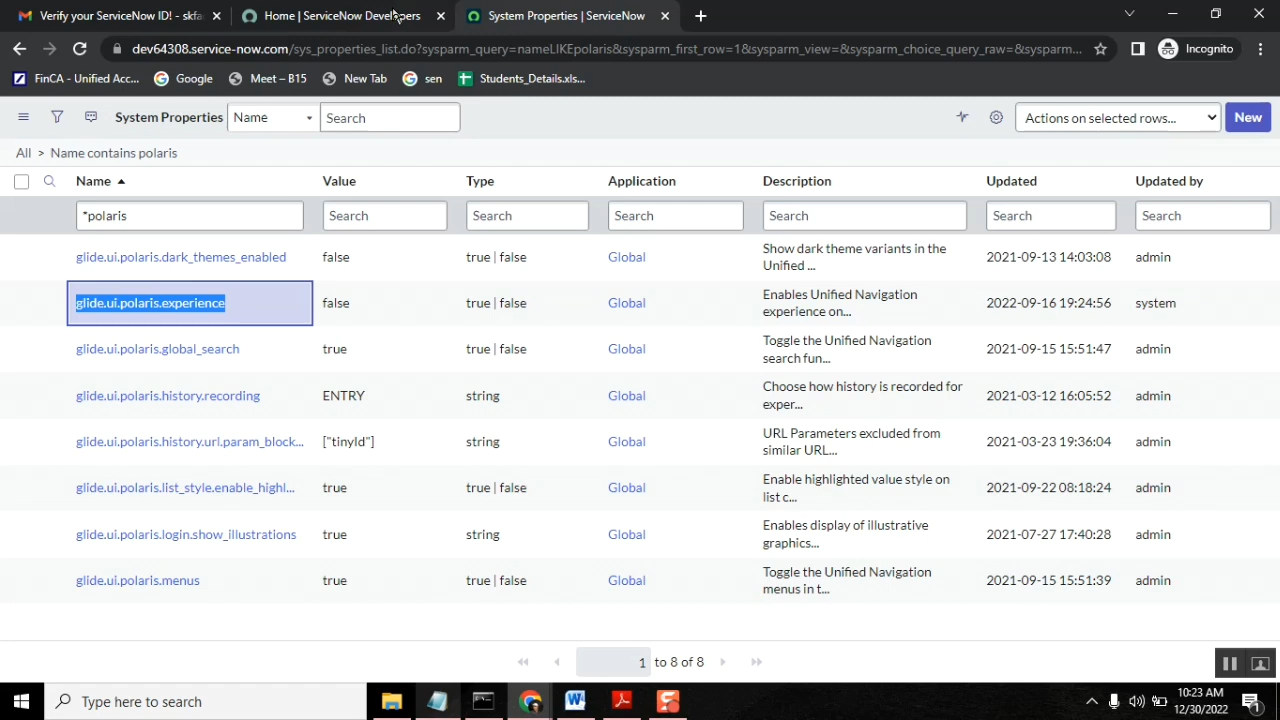 Verify your ServiceNow ID! - skfa
Home | ServiceNow Developers
System Properties | ServiceNow
dev64308.service-now.com/sys_properties_list.do?sysparm_query=nameLIKEpolaris&sysparm_first_row=1&sysparm_view=&sysparm_choice_query_raw=&sysparm...
Incognito
FinCA - Unified Acc...
Google
Meet – B15
New Tab
sen
Students_Details.xls...
System Properties
Name
Search
Actions on selected rows...
New
All > Name contains polaris
Name Value Type Application Description Updated Updated by
*polaris Search Search Search Search Search Search
glide.ui.polaris.dark_themes_enabled false true | false Global Show dark theme variants in the Unified ... 2021-09-13 14:03:08 admin
glide.ui.polaris.experience false true | false Global Enables Unified Navigation experience on... 2022-09-16 19:24:56 system
glide.ui.polaris.global_search true true | false Global Toggle the Unified Navigation search fun... 2021-09-15 15:51:47 admin
glide.ui.polaris.history.recording ENTRY string Global Choose how history is recorded for exper... 2021-03-12 16:05:52 admin
glide.ui.polaris.history.url.param_block... ["tinyId"] string Global URL Parameters excluded from similar URL... 2021-03-23 19:36:04 admin
glide.ui.polaris.list_style.enable_highl... true true | false Global Enable highlighted value style on list c... 2021-09-22 08:18:24 admin
glide.ui.polaris.login.show_illustrations true string Global Enables display of illustrative graphics... 2021-07-27 17:40:28 admin
glide.ui.polaris.menus true true | false Global Toggle the Unified Navigation menus in t... 2021-09-15 15:51:39 admin
1 to 8 of 8
Type here to search
10:23 AM
12/30/2022
1